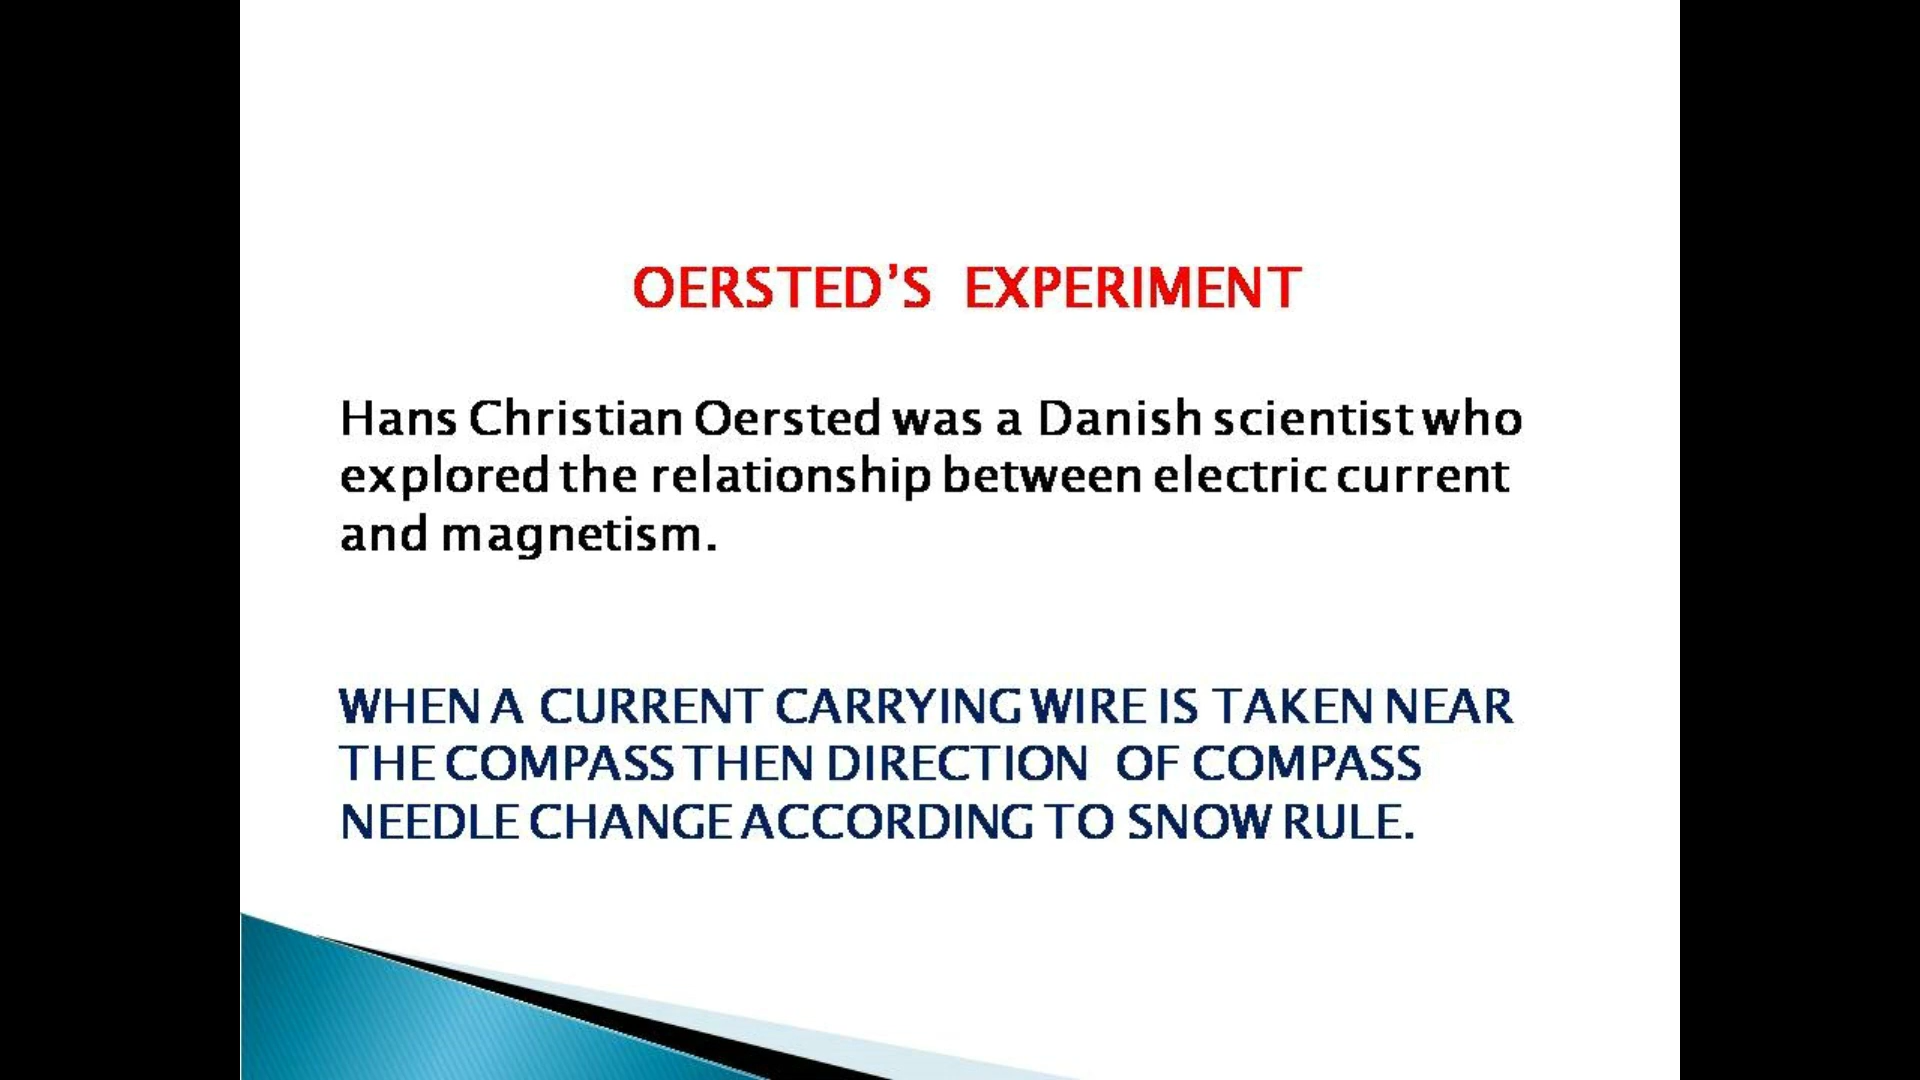 OERSTED’S EXPERIMENT
Hans Christian Oersted was a Danish scientist who
explored the relationship between electric current
and magnetism.
WHEN A CURRENT CARRYING WIRE IS TAKEN NEAR
THE COMPASS THEN DIRECTION OF COMPASS
NEEDLE CHANGE ACCORDING TO SNOW RULE.